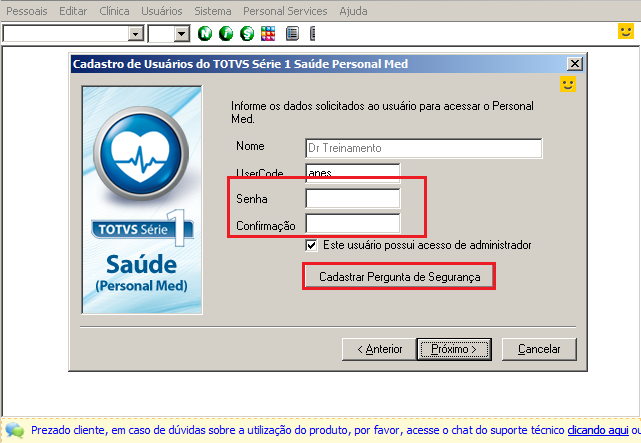 Pessoais Editar Clínica Usuários Sistema Personal Services Ajuda
N i $
Cadastro de Usuários do TOTVS Série 1 Saúde Personal Med
Informe os dados solicitados ao usuário para acessar o Personal
Med.
Nome Dr Treinamento
UserCode anes
Senha
Confirmação
Este usuário possui acesso de administrador
Cadastrar Pergunta de Segurança
TOTVS Série 1
Saúde
(Personal Med)
< Anterior Próximo > Cancelar
Prezado cliente, em caso de dúvidas sobre a utilização do produto, por favor, acesse o chat do suporte técnico clicando aqui ou